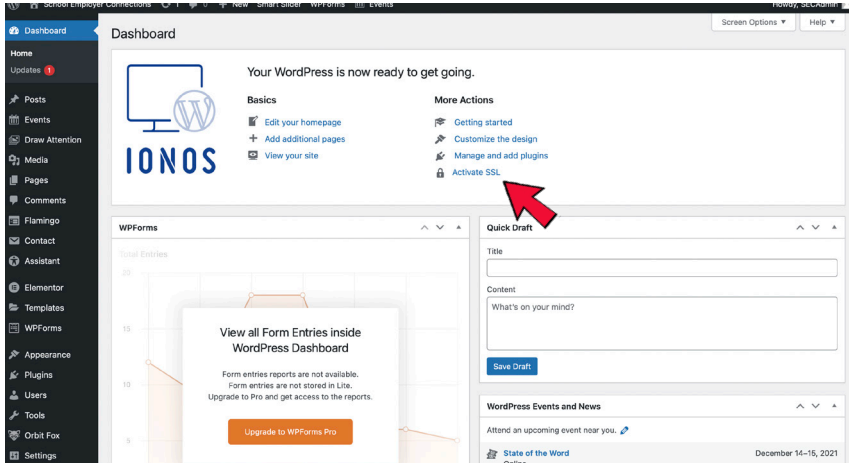 School Employer Connections 1 0 + New Smart Slider WPForms Events Howdy, SECAdmin
Screen Options ▼ Help ▼
Dashboard
Home
Updates 1
Posts
Events
Draw Attention
Media
Pages
Comments
Flamingo
Contact
Assistant
Elementor
Templates
WPForms
Appearance
Plugins
Users
Tools
Orbit Fox
Settings
Dashboard
IONOS
Your WordPress is now ready to get going.
Basics
Edit your homepage
Add additional pages
View your site
More Actions
Getting started
Customize the design
Manage and add plugins
Activate SSL
WPForms
Total Entries
20
15
10
5
View all Form Entries inside
WordPress Dashboard
Form entries reports are not available.
Form entries are not stored in Lite.
Upgrade to Pro and get access to the reports.
Upgrade to WPForms Pro
Quick Draft
Title
Content
What's on your mind?
Save Draft
WordPress Events and News
Attend an upcoming event near you.
State of the Word December 14–15, 2021
Online